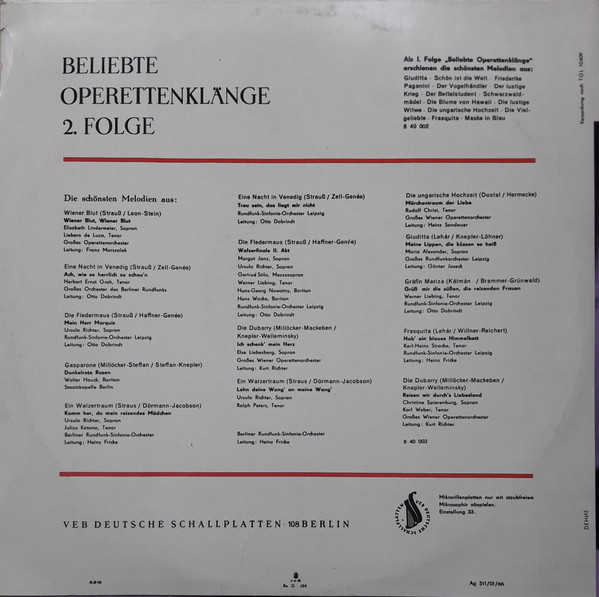 BELIEBTE
OPERETTENKLÄNGE
2. FOLGE
Als I. Folge „Beliebte Operettenklänge"
erschienen die schönsten Melodien aus:
Giuditta · Schön ist die Welt · Friederike
Paganini · Der Vogelhändler · Der lustige
Krieg · Der Bettelstudent · Schwarzwald-
mädel · Die Blume von Hawaii · Die lustige
Witwe · Die ungarische Hochzeit · Die Viel-
geliebte · Frasquita · Maske in Blau
8 40 002
Verpackung nach TGL 10609
Die schönsten Melodien aus:
Wiener Blut (Strauß / Leon-Stein)
Wiener Blut, Wiener Blut
Elisabeth Lindermeier, Sopran
Libero de Luca, Tenor
Großes Operettenorchester
Leitung: Franz Marszalek
Eine Nacht in Venedig (Strauß / Zell-Genée)
Ach, wie so herrlich zu schau'n
Herbert Ernst Groh, Tenor
Großes Orchester des Berliner Rundfunks
Leitung: Otto Dobrindt
Die Fledermaus (Strauß / Haffner-Genée)
Mein Herr Marquis
Ursula Richter, Sopran
Rundfunk-Sinfonie-Orchester Leipzig
Leitung: Otto Dobrindt
Gasparone (Millöcker-Steffan / Steffan-Knepler)
Dunkelrote Rosen
Walter Hauck, Bariton
Staatskapelle Berlin
Ein Walzertraum (Straus / Dörmann-Jacobson)
Komm her, du mein reizendes Mädchen
Ursula Richter, Sopran
Julius Katona, Tenor
Berliner Rundfunk-Sinfonie-Orchester
Leitung: Heinz Fricke
Eine Nacht in Venedig (Strauß / Zell-Genée)
Treu sein, das liegt mir nicht
Rundfunk-Sinfonie-Orchester Leipzig
Leitung: Otto Dobrindt
Die Fledermaus (Strauß / Haffner-Genée)
Walzerfinale II. Akt
Margot Janz, Sopran
Ursula Richter, Sopran
Gertrud Stilo, Mezzosopran
Werner Liebing, Tenor
Hans-Georg Nowotny, Bariton
Hans Wocke, Bariton
Rundfunk-Sinfonie-Orchester Leipzig
Leitung: Otto Dobrindt
Die Dubarry (Millöcker-Mackeben /
Knepler-Welleminsky)
Ich schenk' mein Herz
Else Liebesberg, Sopran
Großes Wiener Operettenorchester
Leitung: Kurt Richter
Ein Walzertraum (Straus / Dörmann-Jacobson)
Lehn deine Wang' an meine Wang'
Ursula Richter, Sopran
Ralph Peters, Tenor
Berliner Rundfunk-Sinfonie-Orchester
Leitung: Heinz Fricke
Die ungarische Hochzeit (Dostal / Hermecke)
Märchentraum der Liebe
Rudolf Christ, Tenor
Großes Wiener Operettenorchester
Leitung: Heinz Sandauer
Giuditta (Lehár / Knepler-Löhner)
Meine Lippen, die küssen so heiß
Maria Alexander, Sopran
Großes Rundfunkorchester Leipzig
Leitung: Günter Joseck
Gräfin Mariza (Kálmán / Brammer-Grünwald)
Grüß mir die süßen, die reizenden Frauen
Werner Liebing, Tenor
Rundfunk-Sinfonie-Orchester Leipzig
Leitung: Otto Dobrindt
Frasquita (Lehár / Willner-Reichert)
Hab' ein blaues Himmelbett
Karl-Heinz Stracke, Tenor
Rundfunk-Sinfonie-Orchester Leipzig
Leitung: Heinz Fricke
Die Dubarry (Millöcker-Mackeben /
Knepler-Welleminsky)
Reisen wir durch's Liebesland
Christine Spierenburg, Sopran
Karl Weber, Tenor
Großes Wiener Operettenorchester
Leitung: Kurt Richter
8 40 003
VEB DEUTSCHE SCHALLPLATTEN · 108 BERLIN
VEB DEUTSCHE SCHALLPLATTEN
Mikrorillenplatten nur mit staubfreiem
Mikrosaphir abspielen.
Einstellung 33.
DEHNE
Ag 511/01/66